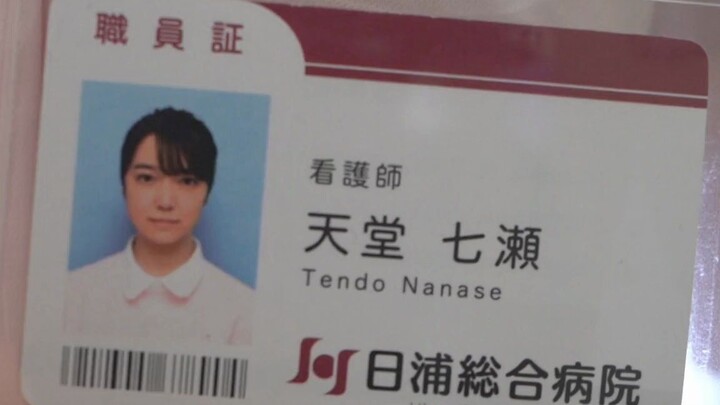 職員証
看護師
天堂 七瀬
Tendo Nanase
日浦総合病院